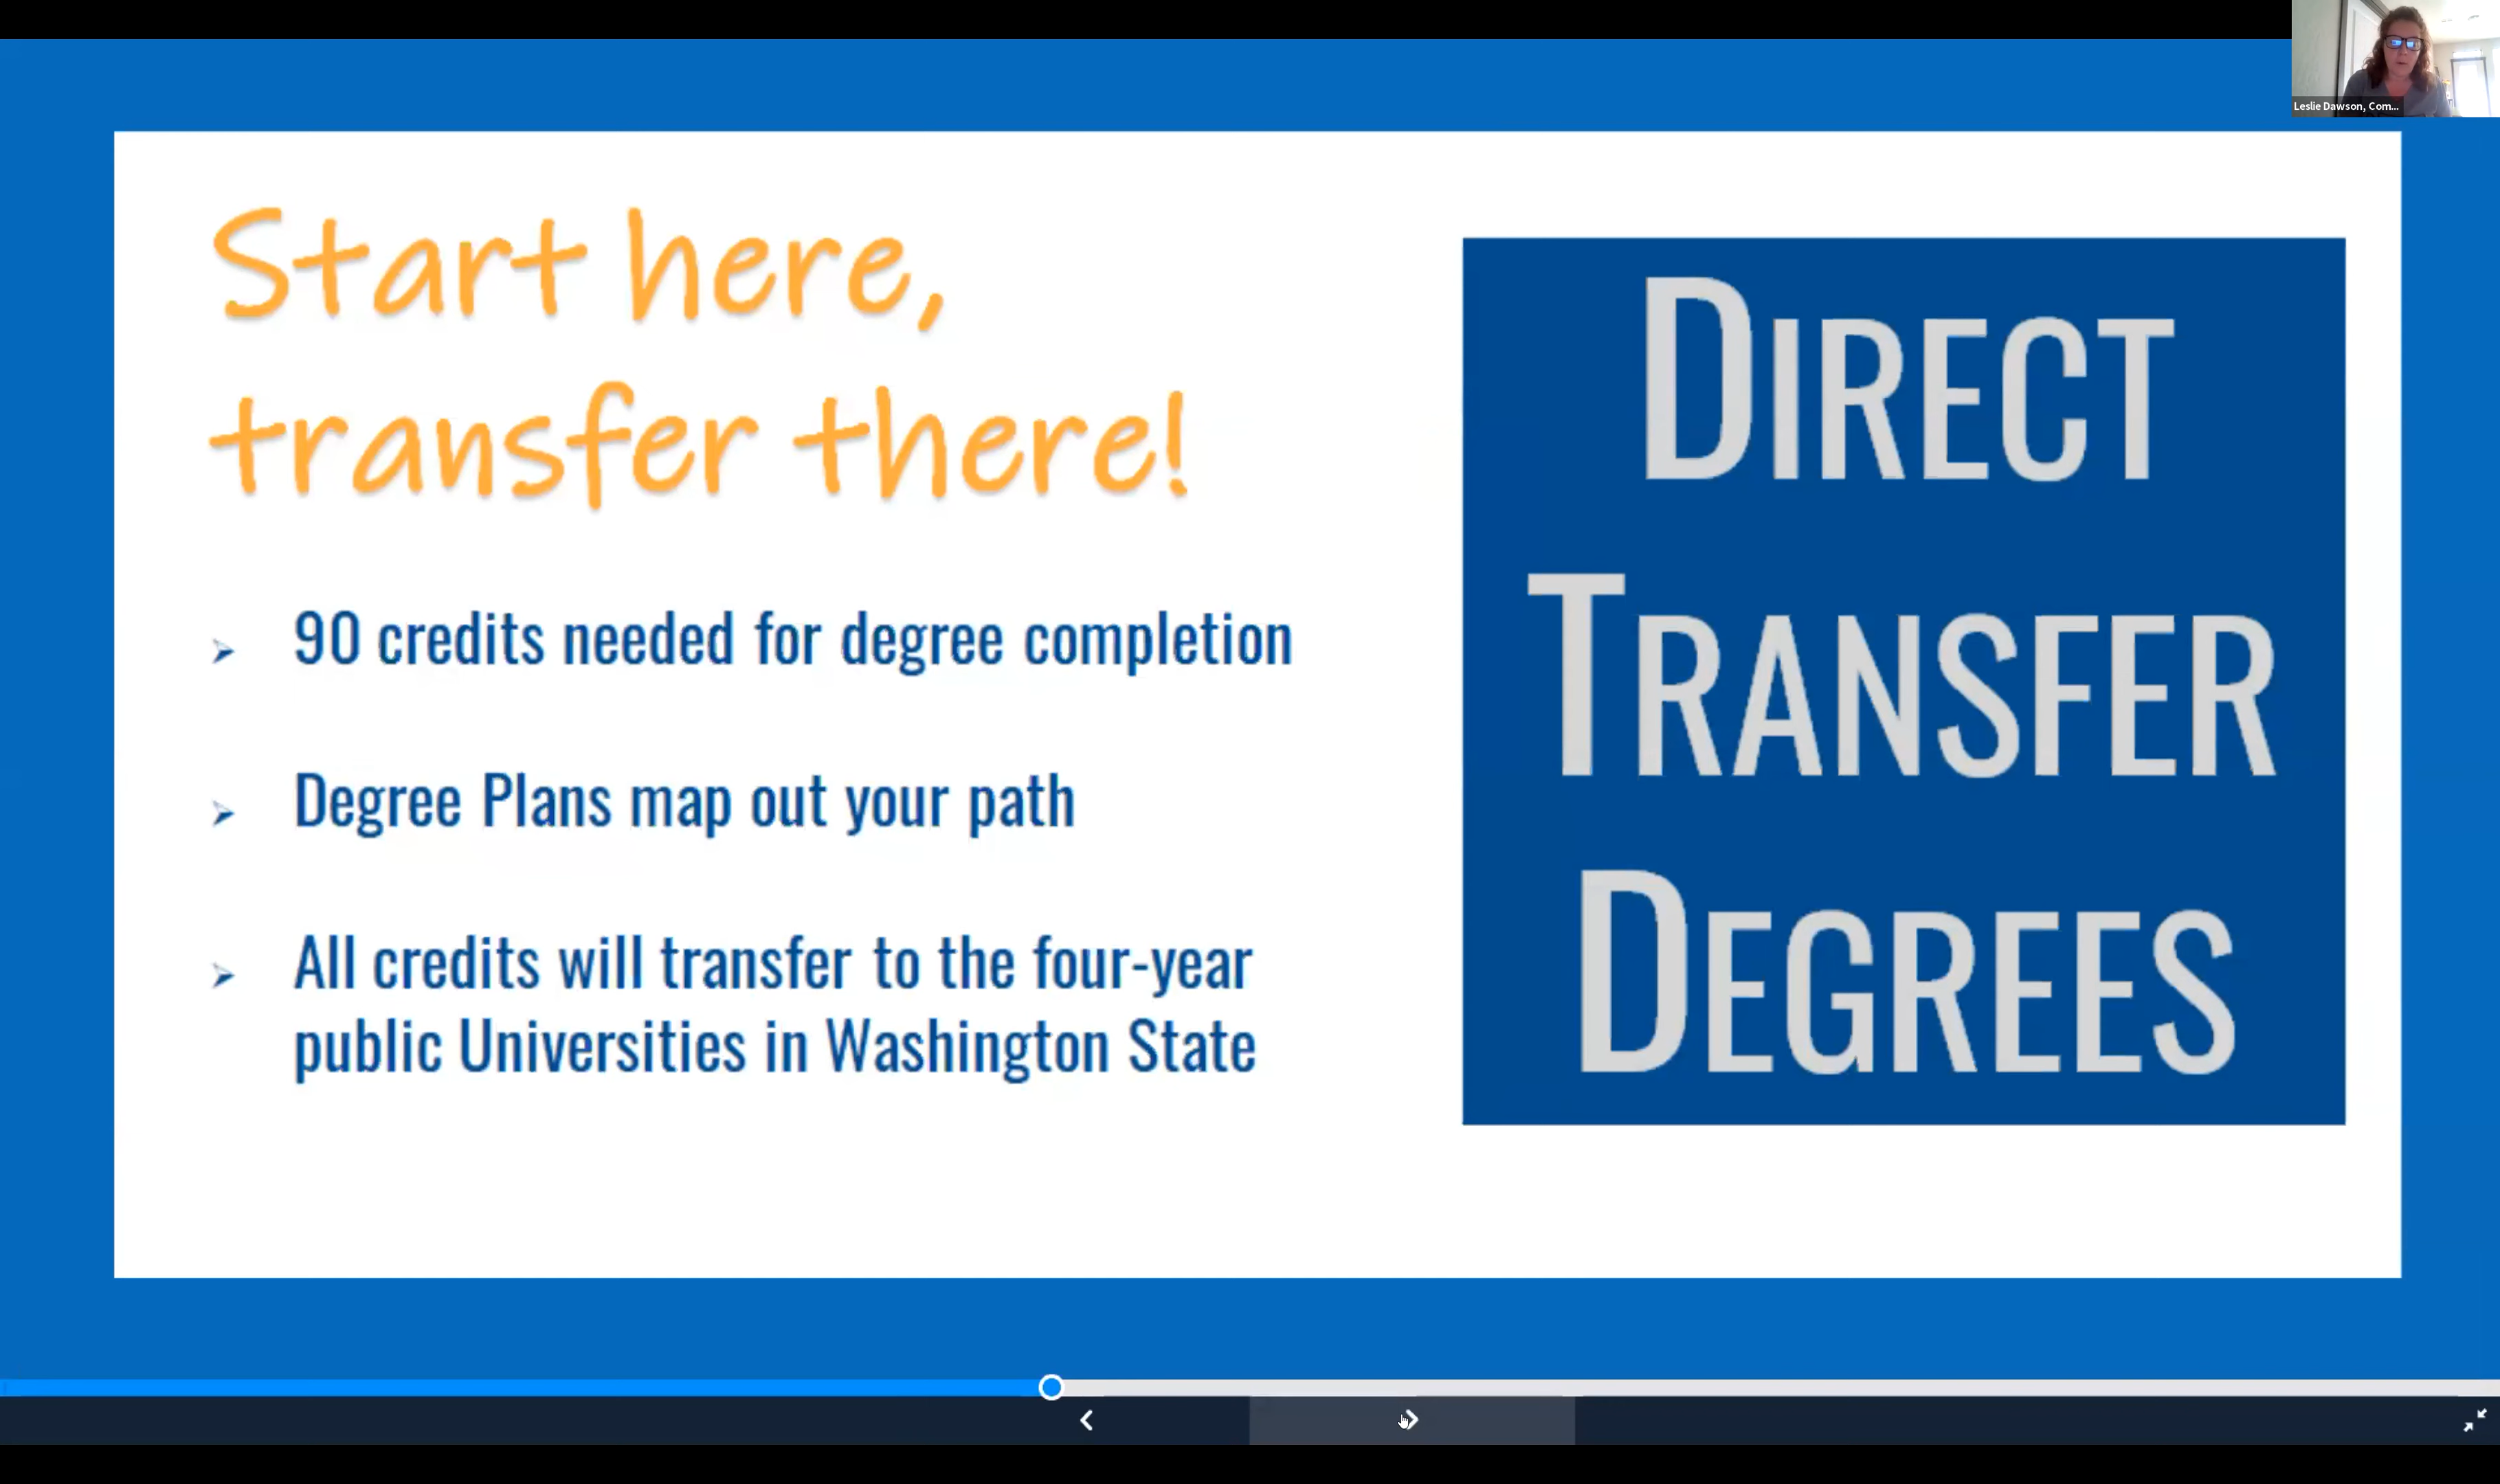 Leslie Dawson, Com...
Start here,
transfer there!
90 credits needed for degree completion
Degree Plans map out your path
All credits will transfer to the four-year
public Universities in Washington State
DIRECT
TRANSFER
DEGREES